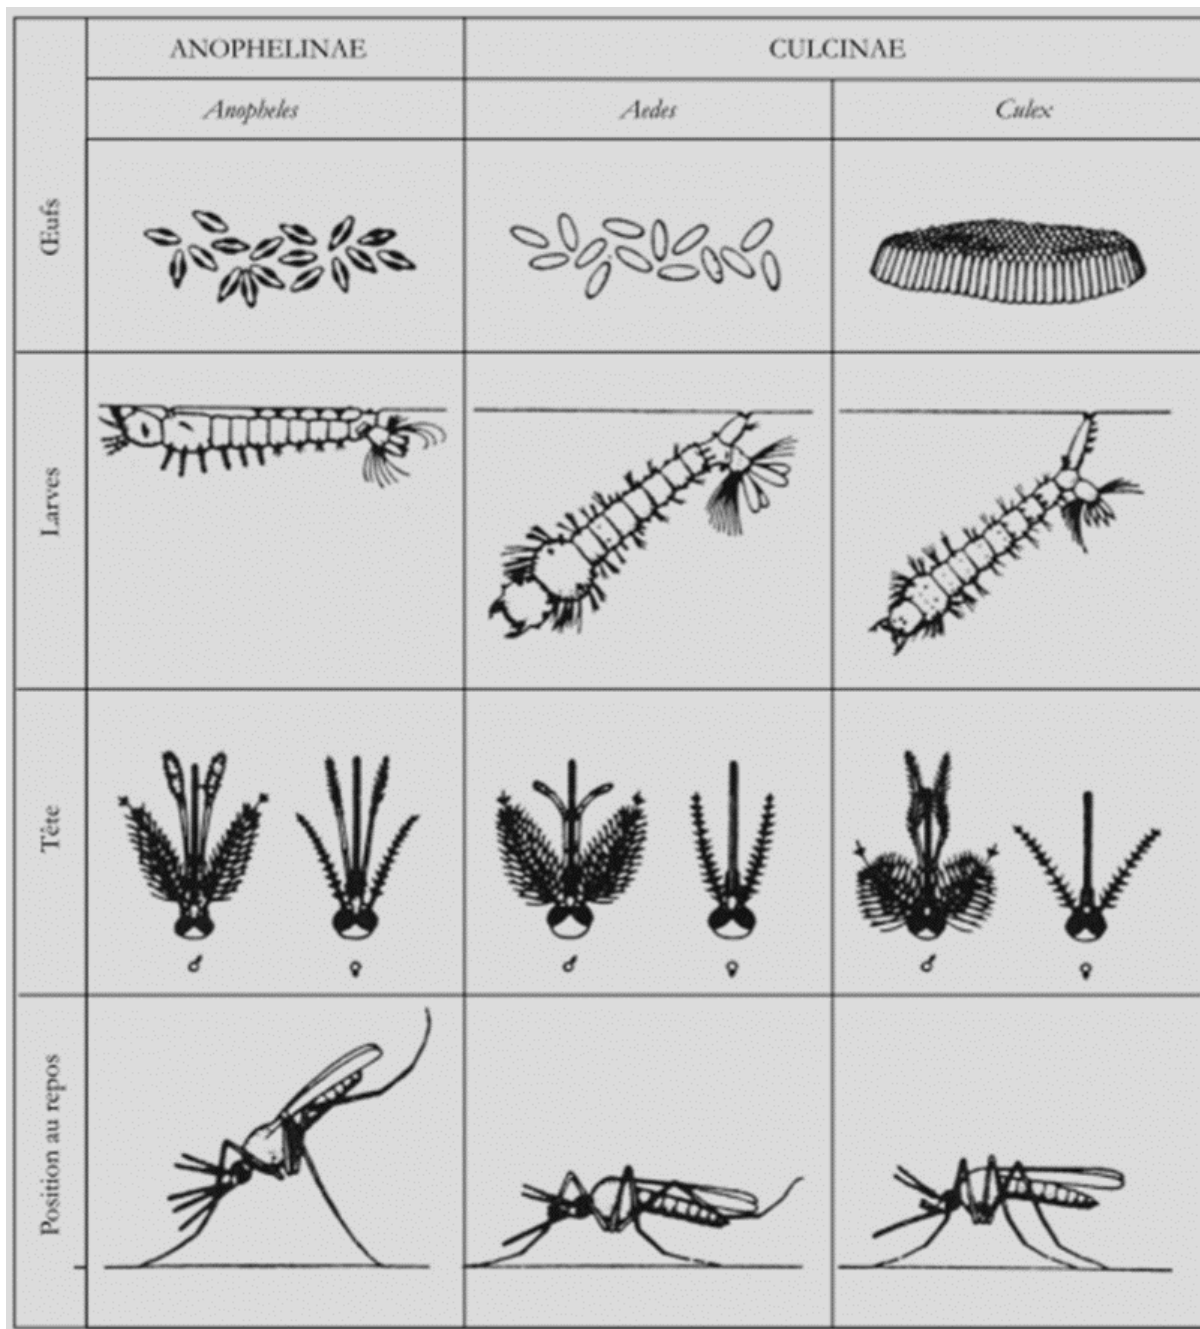 ANOPHELINAE
CULCINAE
Anopheles
Aedes
Culex
Œufs
Larves
Tête
♂
♀
♂
♀
♂
♀
Position au repos